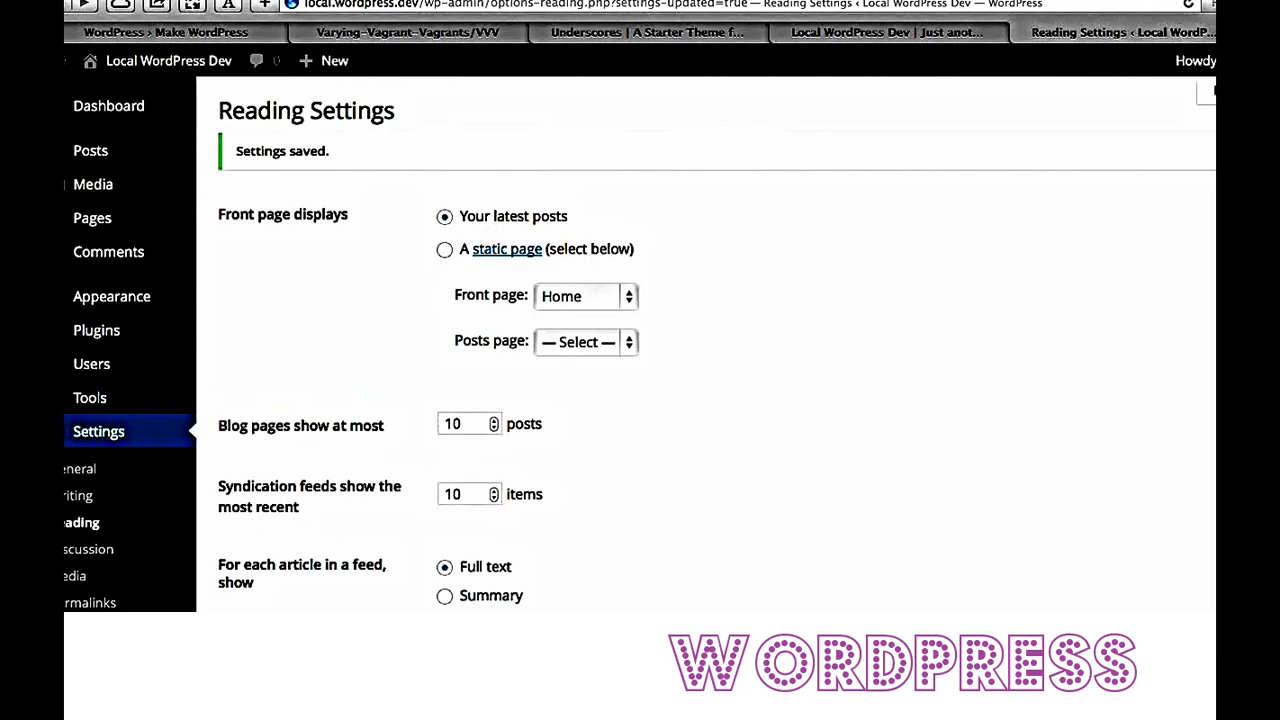 local.wordpress.dev/wp-admin/options-reading.php?settings-updated=true — Reading Settings ‹ Local WordPress Dev — WordPress
WordPress › Make WordPress
Varying-Vagrant-Vagrants/VVV
Underscores | A Starter Theme f...
Local WordPress Dev | Just anot...
Reading Settings ‹ Local WordP...
Local WordPress Dev
0
New
Howdy
Dashboard
Posts
Media
Pages
Comments
Appearance
Plugins
Users
Tools
Settings
eneral
riting
eading
scussion
edia
rmalinks
Reading Settings
Settings saved.
Front page displays
Your latest posts
A static page (select below)
Front page: Home
Posts page: — Select —
Blog pages show at most
10 posts
Syndication feeds show the
most recent
10 items
For each article in a feed,
show
Full text
Summary
WORDPRESS